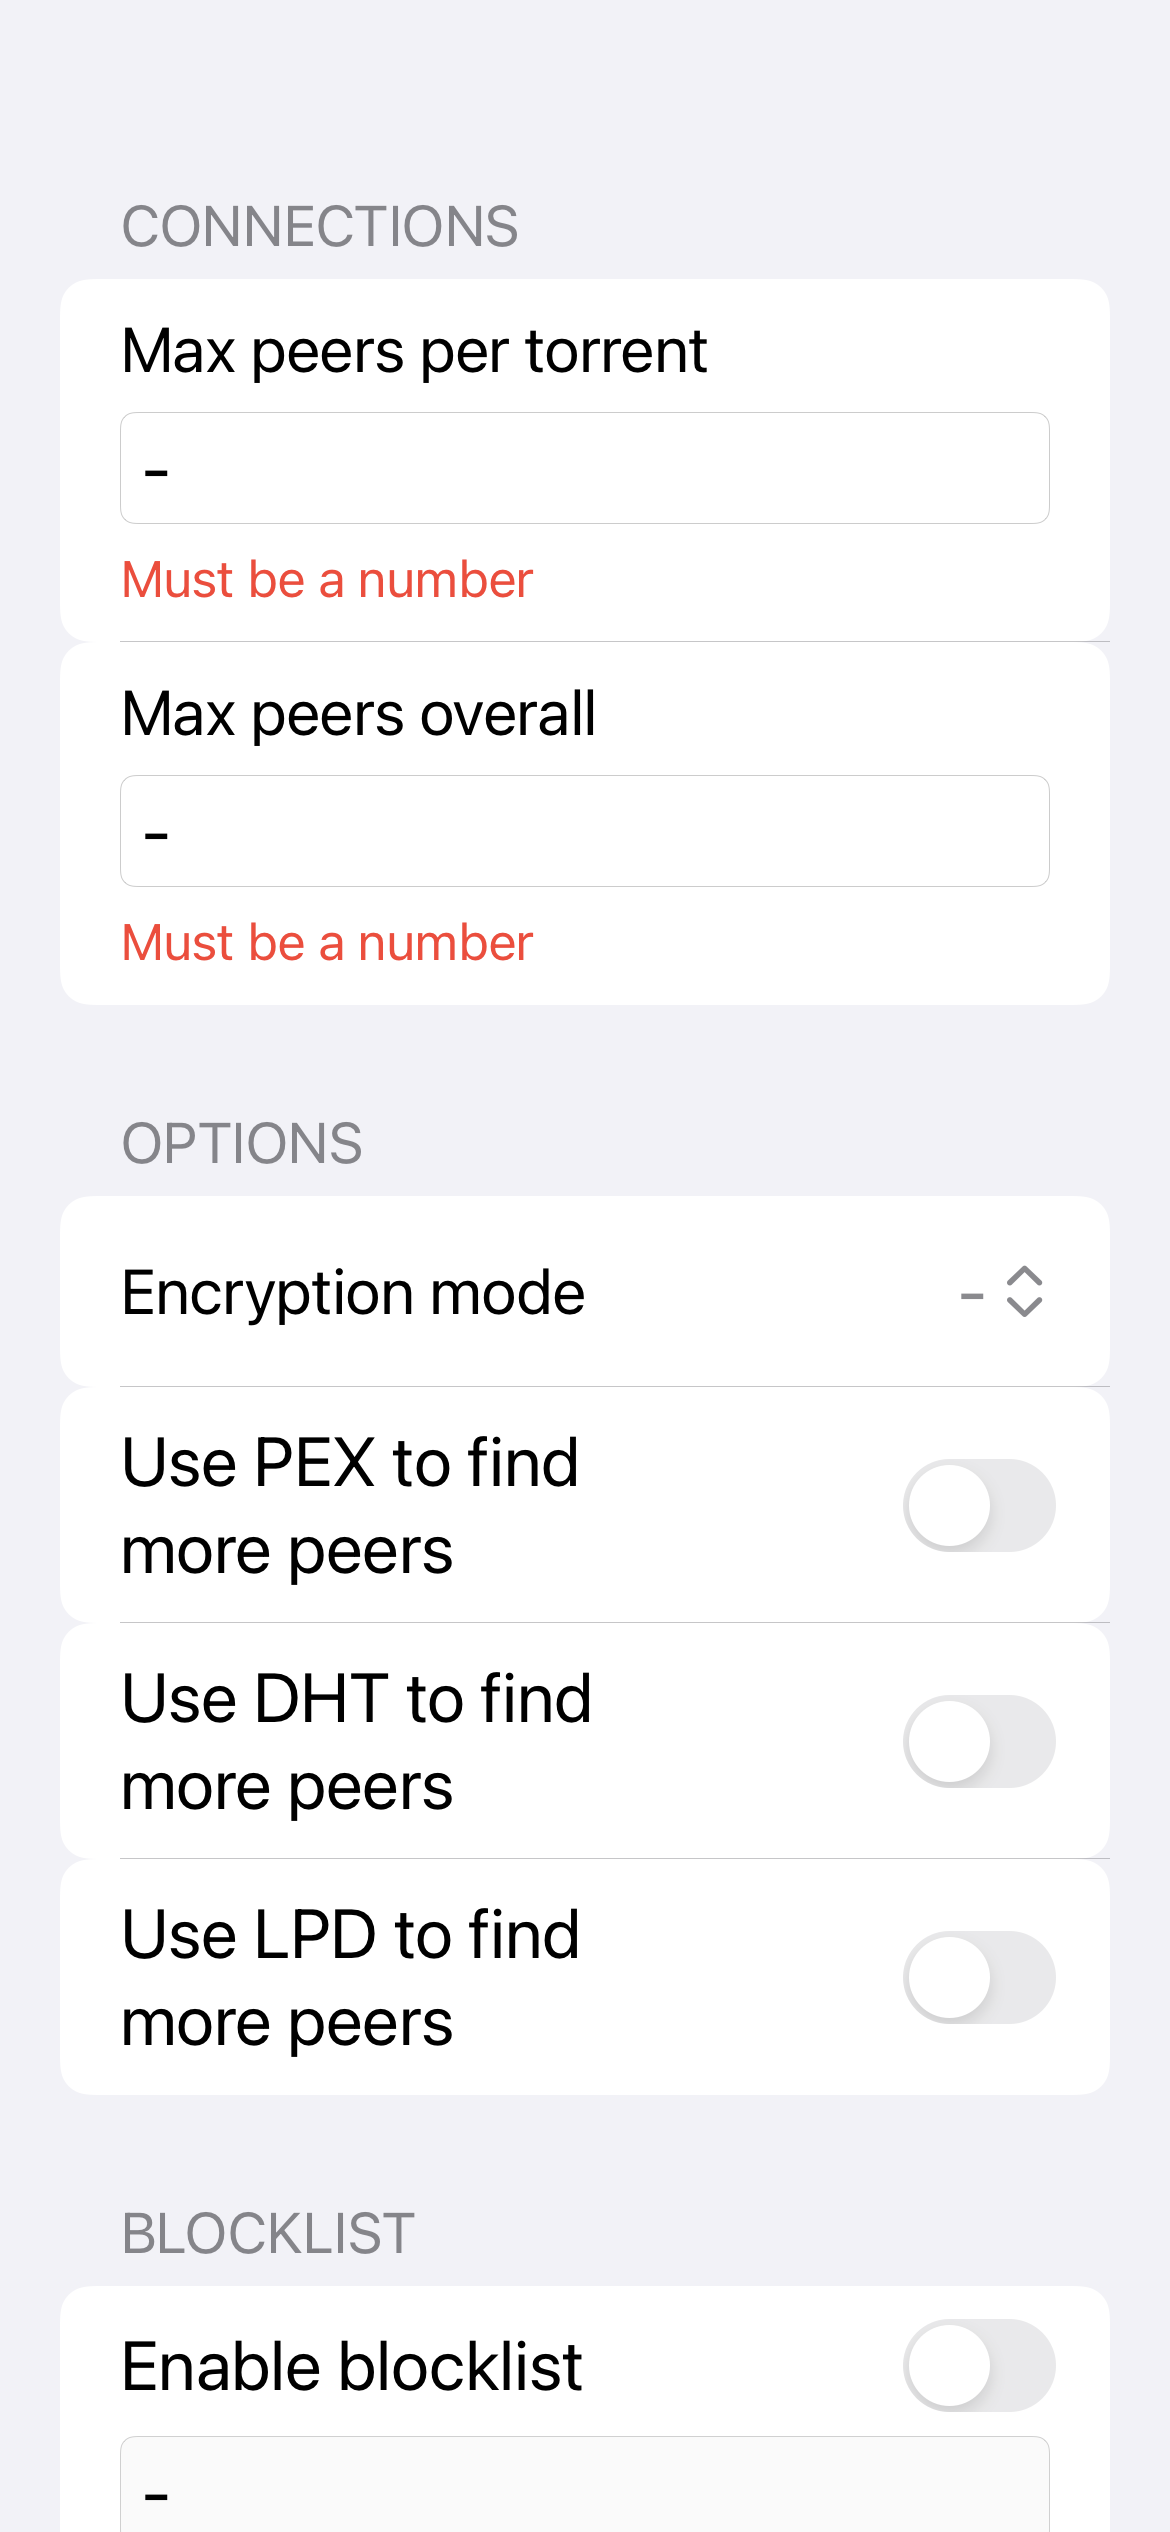 CONNECTIONS
Max peers per torrent
-
Must be a number
Max peers overall
-
Must be a number
OPTIONS
Encryption mode
-
Use PEX to find
more peers
Use DHT to find
more peers
Use LPD to find
more peers
BLOCKLIST
Enable blocklist
-